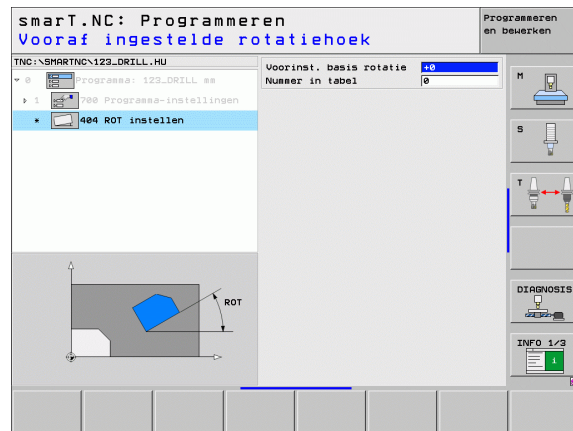 smarT.NC: Programmeren
Vooraf ingestelde rotatiehoek
Programmeren
en bewerken
TNC:\SMARTNC\123_DRILL.HU
0 Programma: 123_DRILL mm
1 700 Programma-instellingen
* 404 ROT instellen
Voorinst. basis rotatie +0
Nummer in tabel 0
ROT
M
S
T
DIAGNOSIS
INFO 1/3
i